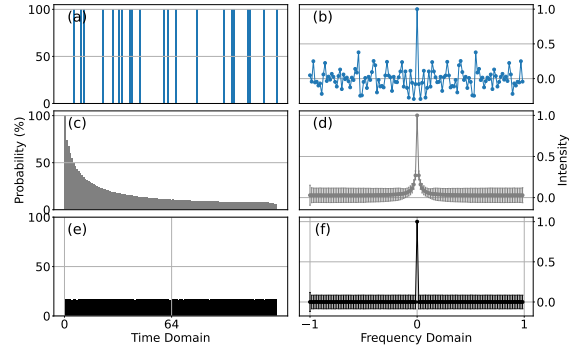 100 (a) (b) 1.0
50 0.5
0.0
0
100 (c) (d) 1.0
Probability (%) 50 0.5 Intensity
0 0.0
100 (e) (f) 1.0
50 0.5
0 0.0
0 64 −1 0 1
Time Domain Frequency Domain